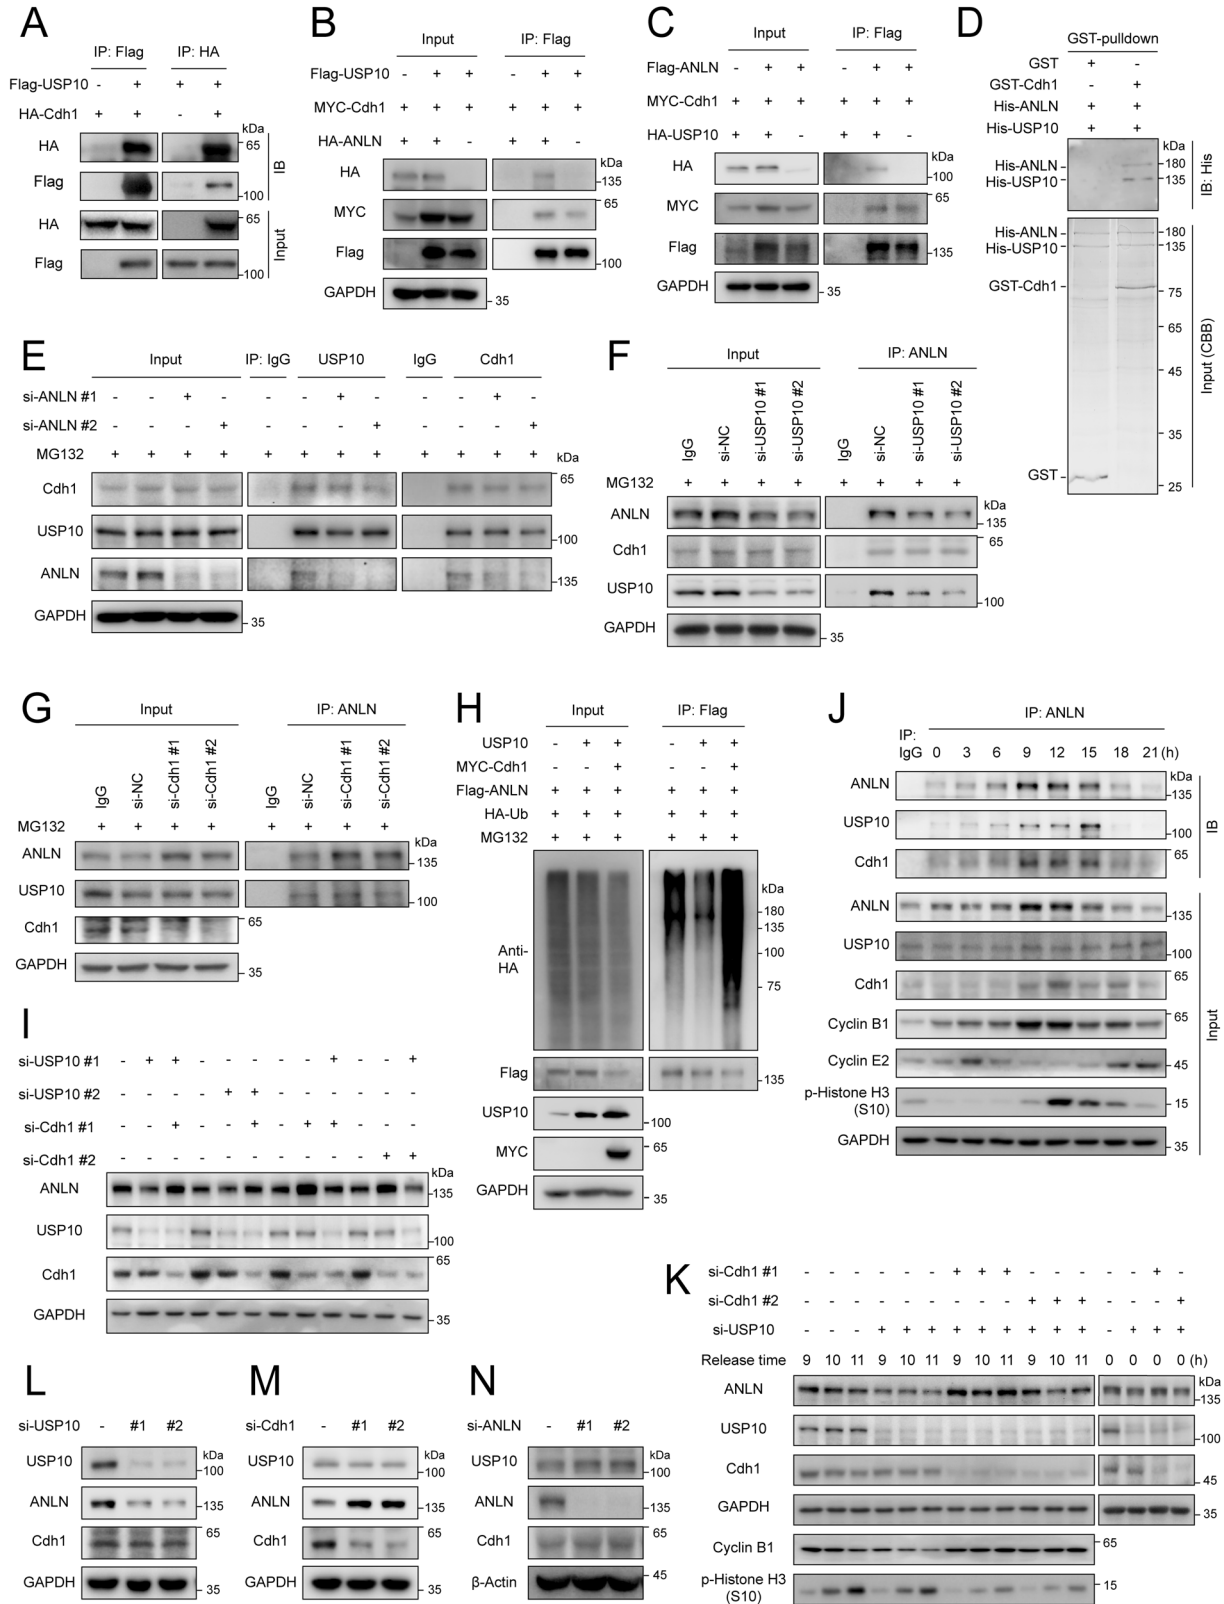 A
IP: Flag IP: HA
Flag-USP10 - + + +
HA-Cdh1 + + - +
kDa
HA 65
Flag 100
IB
HA 65
Flag 100
Input
B
Input IP: Flag
Flag-USP10 - + + - + +
MYC-Cdh1 + + + + + +
HA-ANLN + + - + + -
kDa
HA 135
MYC 65
Flag 100
GAPDH 35
C
Input IP: Flag
Flag-ANLN - + + - + +
MYC-Cdh1 + + + + + +
HA-USP10 + + - + + -
kDa
HA 100
MYC 65
Flag 135
GAPDH 35
D
GST-pulldown
GST + -
GST-Cdh1 - +
His-ANLN + +
His-USP10 + +
kDa
His-ANLN 180
His-USP10 135
IB: His
His-ANLN 180
His-USP10 135
GST-Cdh1 75
65
45
35
GST 25
Input (CBB)
E
Input IP: IgG USP10 IgG Cdh1
si-ANLN #1 - - + - - - + - - - + -
si-ANLN #2 - - - + - - - + - - - +
MG132 + + + + + + + + + + + +
kDa
Cdh1 65
USP10 100
ANLN 135
GAPDH 35
F
Input IP: ANLN
IgG si-NC si-USP10 #1 si-USP10 #2 IgG si-NC si-USP10 #1 si-USP10 #2
MG132 + + + + + + + +
kDa
ANLN 135
Cdh1 65
USP10 100
GAPDH 35
G
Input IP: ANLN
IgG si-NC si-Cdh1 #1 si-Cdh1 #2 IgG si-NC si-Cdh1 #1 si-Cdh1 #2
MG132 + + + + + + + +
kDa
ANLN 135
USP10 100
Cdh1 65
GAPDH 35
H
Input IP: Flag
USP10 - + + - + +
MYC-Cdh1 - - + - - +
Flag-ANLN + + + + + +
HA-Ub + + + + + +
MG132 + + + + + +
kDa
180
135
Anti-HA 100
75
Flag 135
USP10 100
MYC 65
GAPDH 35
I
si-USP10 #1 - + + - - - - - + - - +
si-USP10 #2 - - - - + + - - - - - -
si-Cdh1 #1 - - + - - + - + + - - -
si-Cdh1 #2 - - - - - - - - - - + +
kDa
ANLN 135
USP10 100
Cdh1 65
GAPDH 35
J
IP: IgG IP: ANLN
0 3 6 9 12 15 18 21 (h)
kDa
ANLN 135
USP10 100
Cdh1 65
IB
ANLN 135
USP10 100
Cdh1 65
Cyclin B1 65
Cyclin E2 45
p-Histone H3 (S10) 15
GAPDH 35
Input
K
si-Cdh1 #1 - - - - - - + + + - - - - - + -
si-Cdh1 #2 - - - - - - - - - + + + - - - +
si-USP10 - - - + + + + + + + + + - + + +
Release time 9 10 11 9 10 11 9 10 11 9 10 11 0 0 0 0 (h)
kDa
ANLN 135
USP10 100
Cdh1 45
GAPDH 35
Cyclin B1 65
p-Histone H3 (S10) 15
L
si-USP10 - #1 #2
kDa
USP10 100
ANLN 135
Cdh1 65
GAPDH 35
M
si-Cdh1 - #1 #2
kDa
USP10 100
ANLN 135
Cdh1 65
GAPDH 35
N
si-ANLN - #1 #2
kDa
USP10 100
ANLN 135
Cdh1 65
β-Actin 45